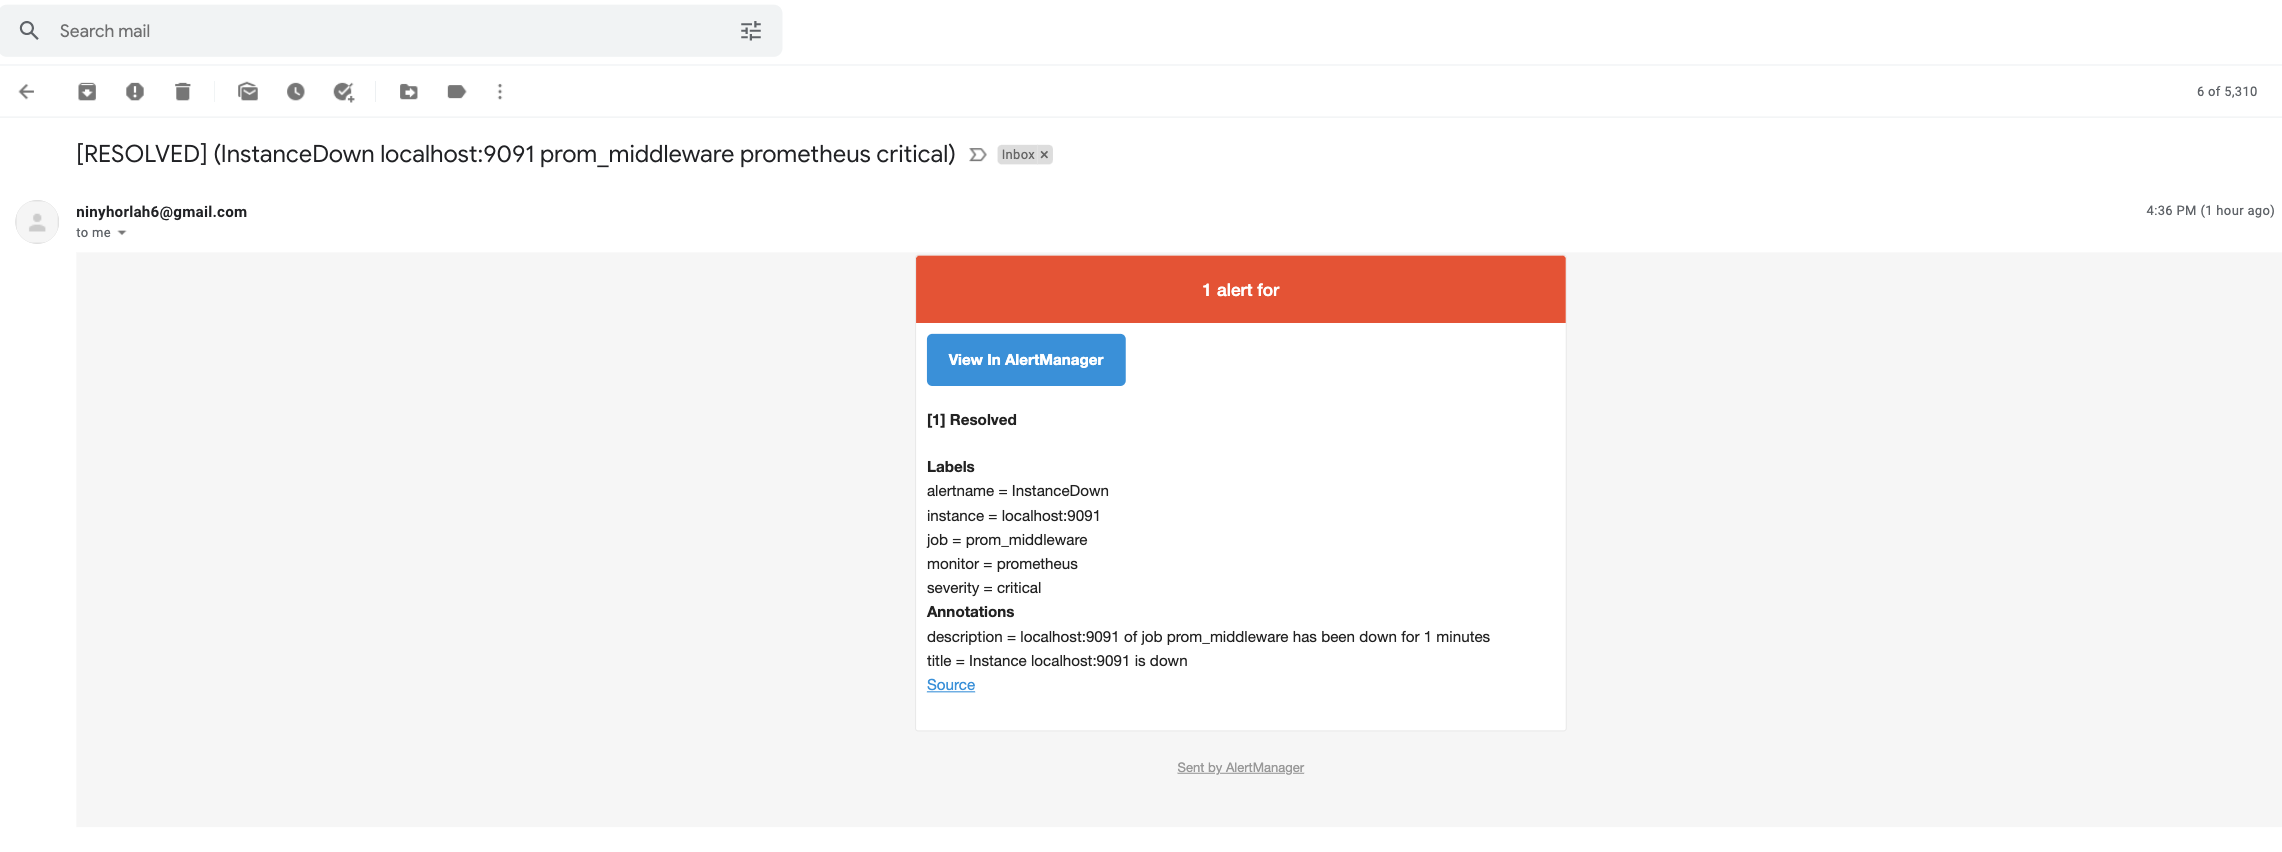 Search mail
6 of 5,310
[RESOLVED] (InstanceDown localhost:9091 prom_middleware prometheus critical) Inbox ×
ninyhorlah6@gmail.com
4:36 PM (1 hour ago)
to me
1 alert for
View In AlertManager
[1] Resolved
Labels
alertname = InstanceDown
instance = localhost:9091
job = prom_middleware
monitor = prometheus
severity = critical
Annotations
description = localhost:9091 of job prom_middleware has been down for 1 minutes
title = Instance localhost:9091 is down
Source
Sent by AlertManager